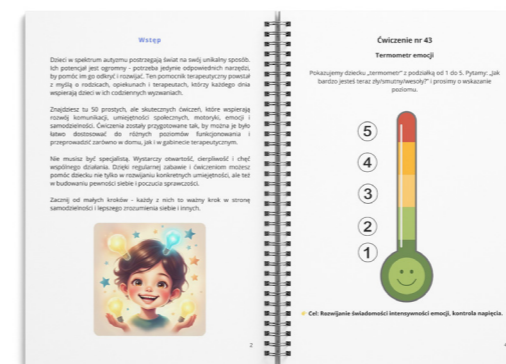 Wstęp
Dzieci w spektrum autyzmu postrzegają świat na swój unikalny sposób.
Ich potencjał jest ogromny - potrzeba jedynie odpowiednich narzędzi,
by pomóc im go odkryć i rozwijać. Ten pomocnik terapeutyczny powstał
z myślą o rodzicach, opiekunach i terapeutach, którzy każdego dnia
wspierają dzieci w ich codziennych wyzwaniach.
Znajdziesz tu 50 prostych, ale skutecznych ćwiczeń, które wspierają
rozwój komunikacji, umiejętności społecznych, motoryki, emocji i
samodzielności. Ćwiczenia zostały przygotowane tak, by można je było
łatwo dostosować do różnych poziomów funkcjonowania i
przeprowadzić zarówno w domu, jak i w gabinecie terapeutycznym.
Nie musisz być specjalistą. Wystarczy otwartość, cierpliwość i chęć
wspólnego działania. Dzięki regularnej zabawie i ćwiczeniom możesz
pomóc dziecku nie tylko w rozwijaniu konkretnych umiejętności, ale też
w budowaniu pewności siebie i poczucia sprawczości.
Zacznij od małych kroków - każdy z nich to ważny krok w stronę
samodzielności i lepszego zrozumienia siebie i innych.
2
Ćwiczenie nr 43
Termometr emocji
Pokazujemy dziecku „termometr" z podziałką od 1 do 5. Pytamy: „Jak
bardzo jesteś teraz zły/smutny/wesoły?" i prosimy o wskazanie
poziomu.
5
4
3
2
1
Cel: Rozwijanie świadomości intensywności emocji, kontrola napięcia.